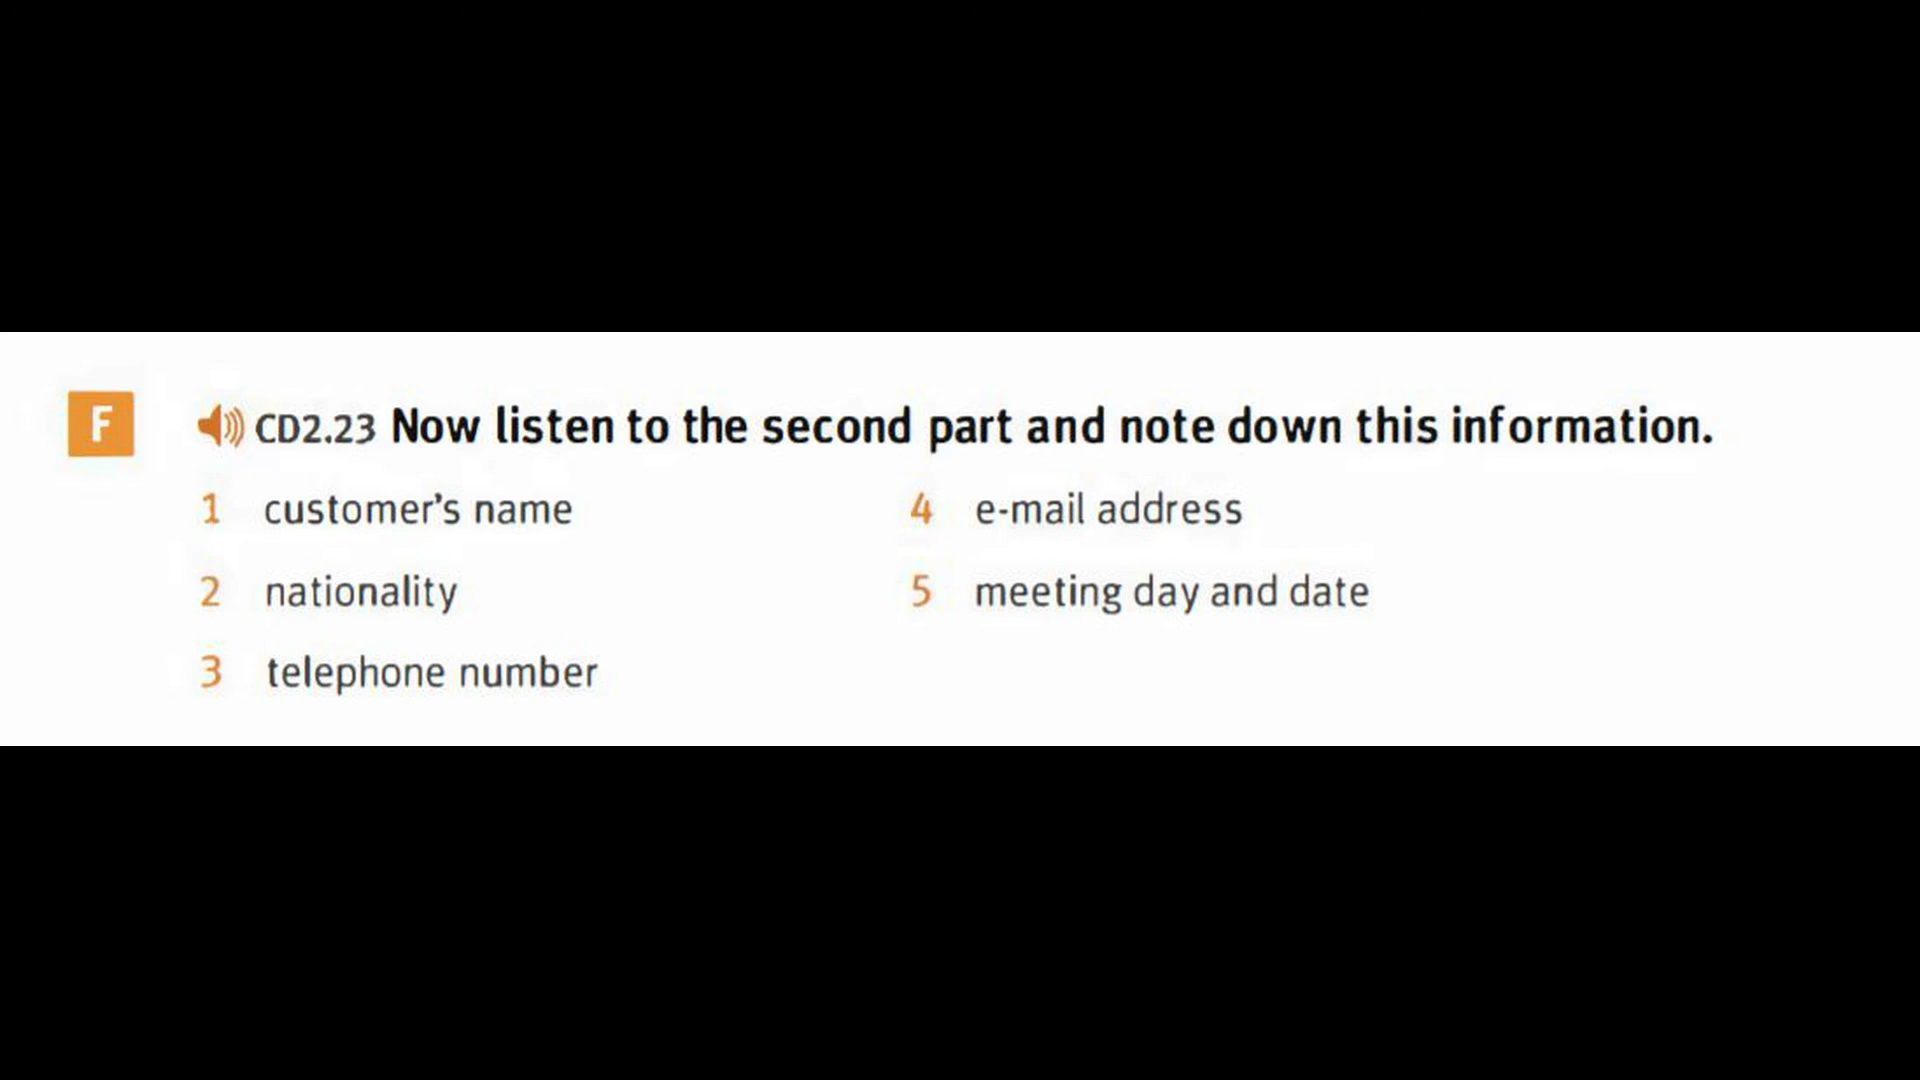 F CD2.23 Now listen to the second part and note down this information.
1 customer's name
2 nationality
3 telephone number
4 e-mail address
5 meeting day and date